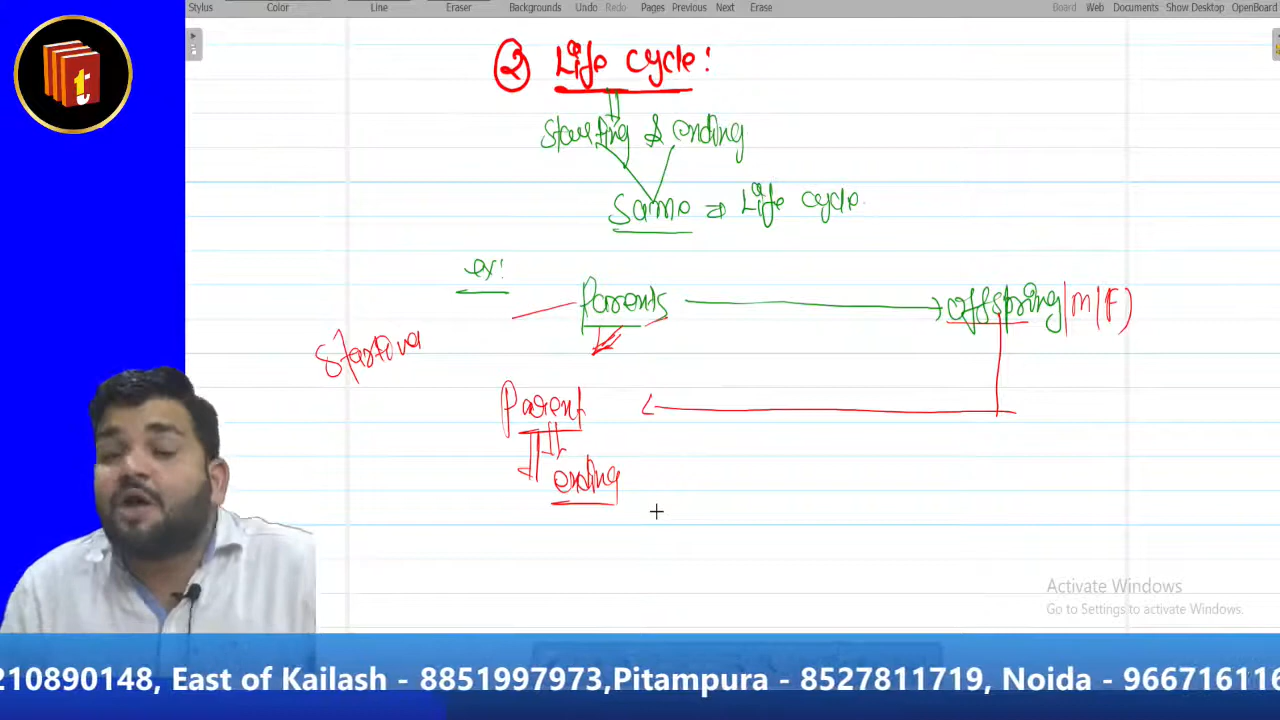 Stylus Color Line Eraser Backgrounds Undo Redo Pages Previous Next Erase Board Web Documents Show Desktop OpenBoard
t
② Life cycle:
Starting & ending
Same ⇒ Life cycle.
ex:
Parents → offspring | M | F)
Parent
ending
Activate Windows
Go to Settings to activate Windows.
210890148, East of Kailash - 8851997973,Pitampura - 8527811719, Noida - 966716116